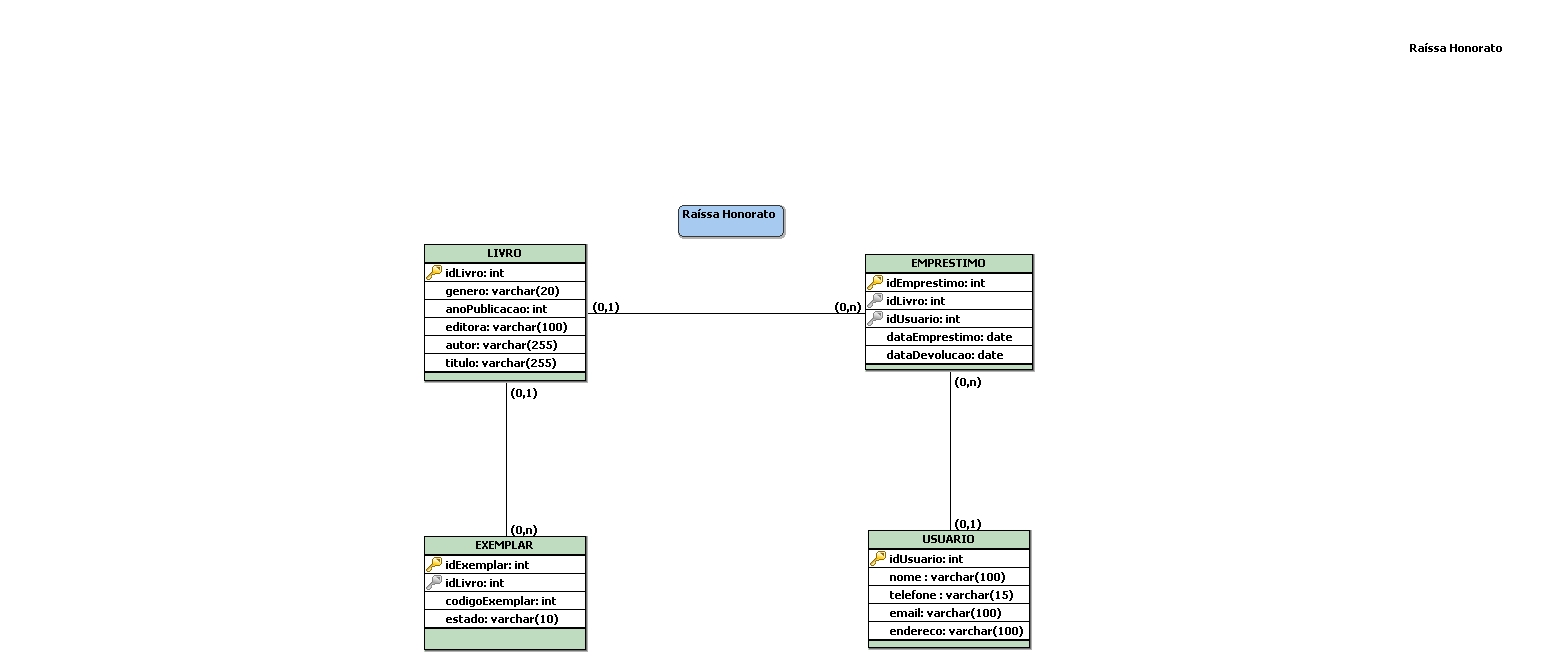 Raíssa Honorato
Raíssa Honorato
LIVRO
idLivro: int
genero: varchar(20)
anoPublicacao: int
editora: varchar(100)
autor: varchar(255)
titulo: varchar(255)
(0,1)
(0,n)
EMPRESTIMO
idEmprestimo: int
idLivro: int
idUsuario: int
dataEmprestimo: date
dataDevolucao: date
(0,1)
(0,n)
EXEMPLAR
idExemplar: int
idLivro: int
codigoExemplar: int
estado: varchar(10)
(0,n)
(0,1)
USUARIO
idUsuario: int
nome : varchar(100)
telefone : varchar(15)
email: varchar(100)
endereco: varchar(100)